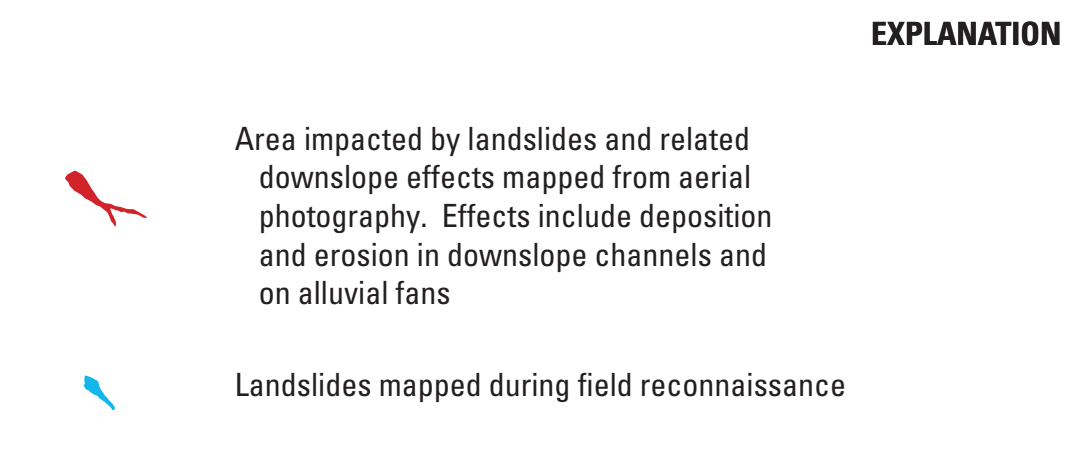 EXPLANATION
Area impacted by landslides and related
downslope effects mapped from aerial
photography.  Effects include deposition
and erosion in downslope channels and
on alluvial fans
Landslides mapped during field reconnaissance